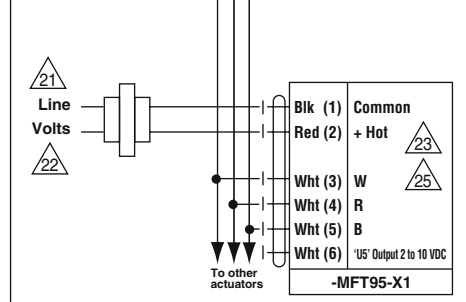 21
Line
Volts
22
Blk (1) Common
Red (2) + Hot
23
Wht (3) W
25
Wht (4) R
Wht (5) B
Wht (6) 'U5' Output 2 to 10 VDC
To other
actuators
-MFT95-X1